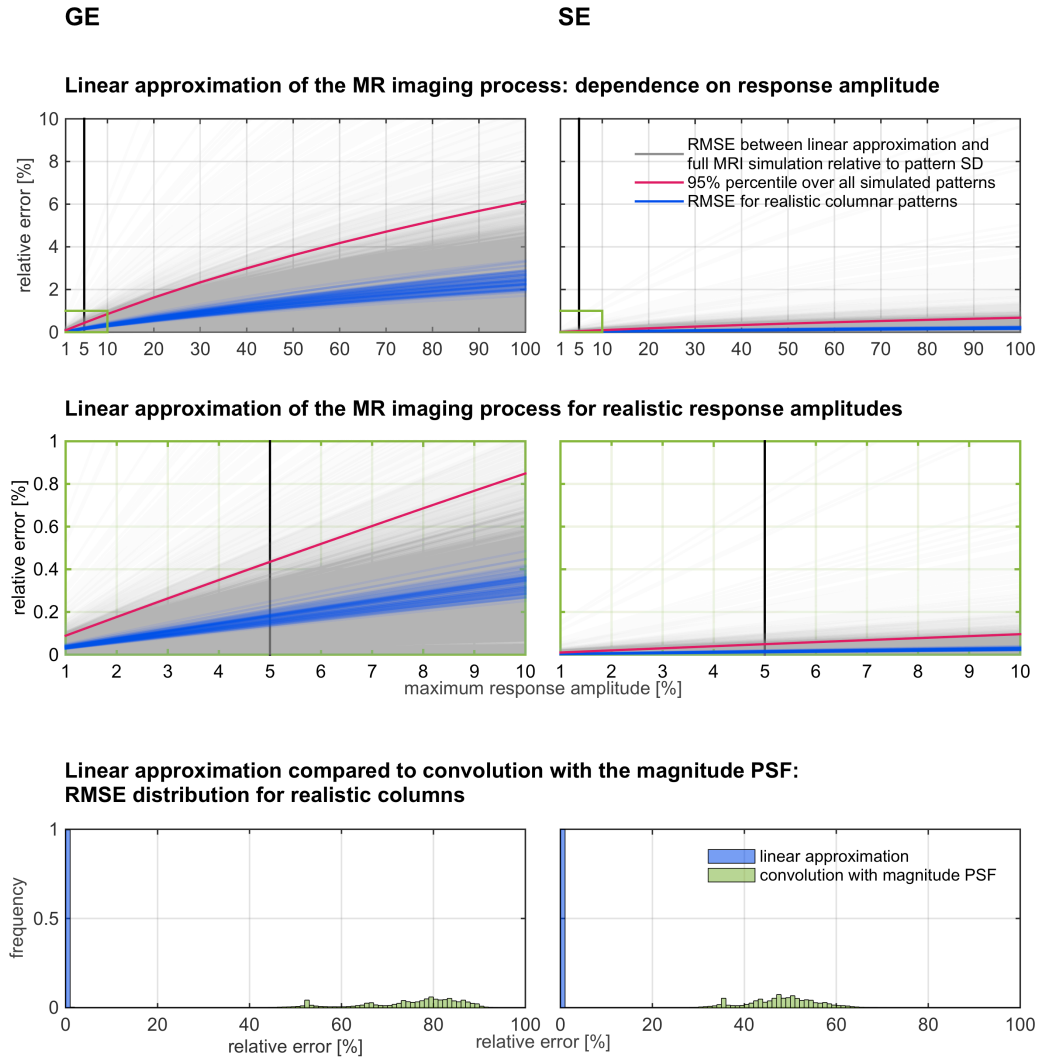 GE
SE
Linear approximation of the MR imaging process: dependence on response amplitude
relative error [%]
10
8
6
4
2
0
1 5 10 20 30 40 50 60 70 80 90 100
RMSE between linear approximation and
full MRI simulation relative to pattern SD
95% percentile over all simulated patterns
RMSE for realistic columnar patterns
1 5 10 20 30 40 50 60 70 80 90 100
Linear approximation of the MR imaging process for realistic response amplitudes
relative error [%]
1
0.8
0.6
0.4
0.2
0
1 2 3 4 5 6 7 8 9 10
1 2 3 4 5 6 7 8 9 10
maximum response amplitude [%]
Linear approximation compared to convolution with the magnitude PSF:
RMSE distribution for realistic columns
frequency
1
0.5
0
0 20 40 60 80 100
relative error [%]
linear approximation
convolution with magnitude PSF
0 20 40 60 80 100
relative error [%]